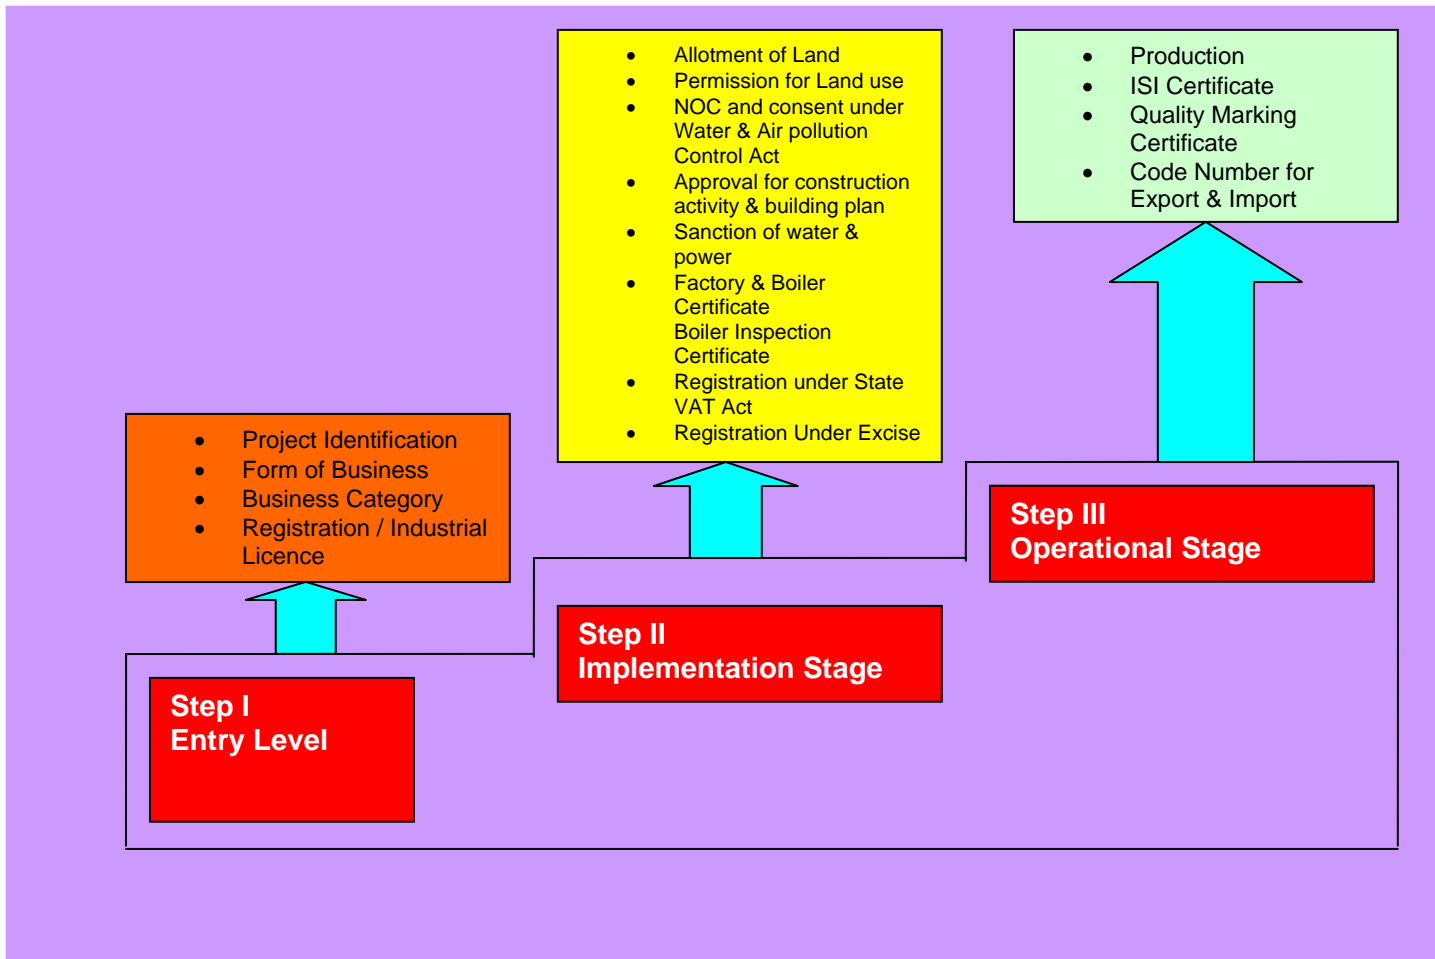 • Project Identification
• Form of Business
• Business Category
• Registration / Industrial
Licence
Step I
Entry Level
• Allotment of Land
• Permission for Land use
• NOC and consent under
Water & Air pollution
Control Act
• Approval for construction
activity & building plan
• Sanction of water &
power
• Factory & Boiler
Certificate
Boiler Inspection
Certificate
• Registration under State
VAT Act
• Registration Under Excise
Step II
Implementation Stage
• Production
• ISI Certificate
• Quality Marking
Certificate
• Code Number for
Export & Import
Step III
Operational Stage